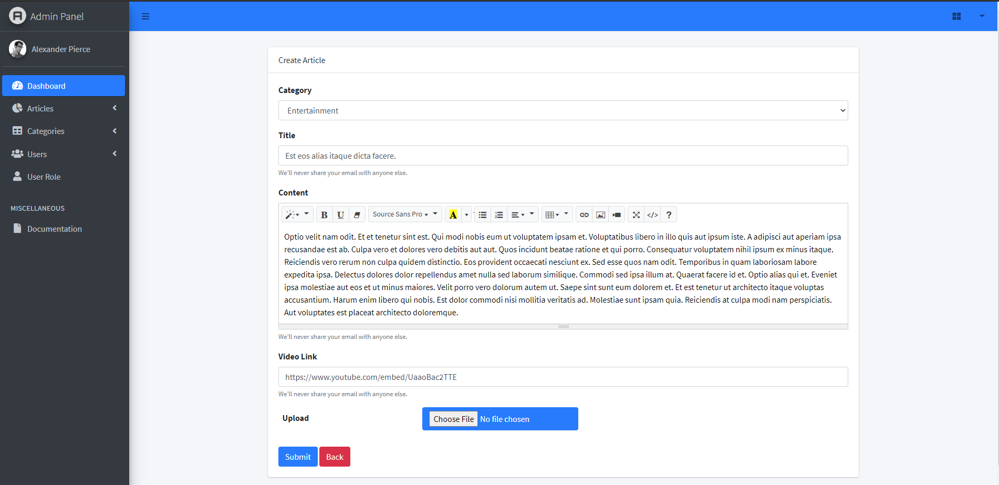 Admin Panel
Alexander Pierce
Dashboard
Articles
Categories
Users
User Role
MISCELLANEOUS
Documentation
Create Article
Category
Entertainment
Title
Est eos alias itaque dicta facere.
We'll never share your email with anyone else.
Content
B U Source Sans Pro A </> ?
Optio velit nam odit. Et et tenetur sint est. Qui modi nobis eum ut voluptatem ipsam et. Voluptatibus libero in illo quis aut ipsum iste. A adipisci aut aperiam ipsa
recusandae est ab. Culpa vero et dolores vero debitis aut aut. Quos incidunt beatae ratione et qui porro. Consequatur voluptatem nihil ipsum ex minus itaque.
Reiciendis vero rerum non culpa quidem distinctio. Eos provident occaecati nesciunt ex. Sed esse quos nam odit. Temporibus in quam laboriosam labore
expedita ipsa. Delectus dolores dolor repellendus amet nulla sed laborum similique. Commodi sed ipsa illum at. Quaerat facere id et. Optio alias qui et. Eveniet
ipsa molestiae aut eos et ut minus maiores. Velit porro vero dolorum autem ut. Saepe sint sunt eum dolorem et. Et est tenetur ut architecto itaque voluptas
accusantium. Harum enim libero qui nobis. Est dolor commodi nisi mollitia veritatis ad. Molestiae sunt ipsam quia. Reiciendis at culpa modi nam perspiciatis.
Aut voluptates est placeat architecto doloremque.
We'll never share your email with anyone else.
Video Link
https://www.youtube.com/embed/UaaoBac2TTE
We'll never share your email with anyone else.
Upload
Choose File No file chosen
Submit Back